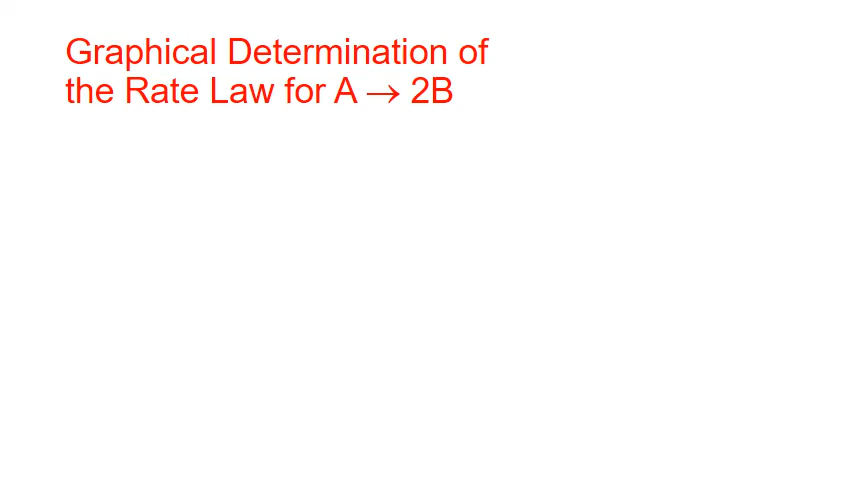 Graphical Determination of
the Rate Law for A → 2B